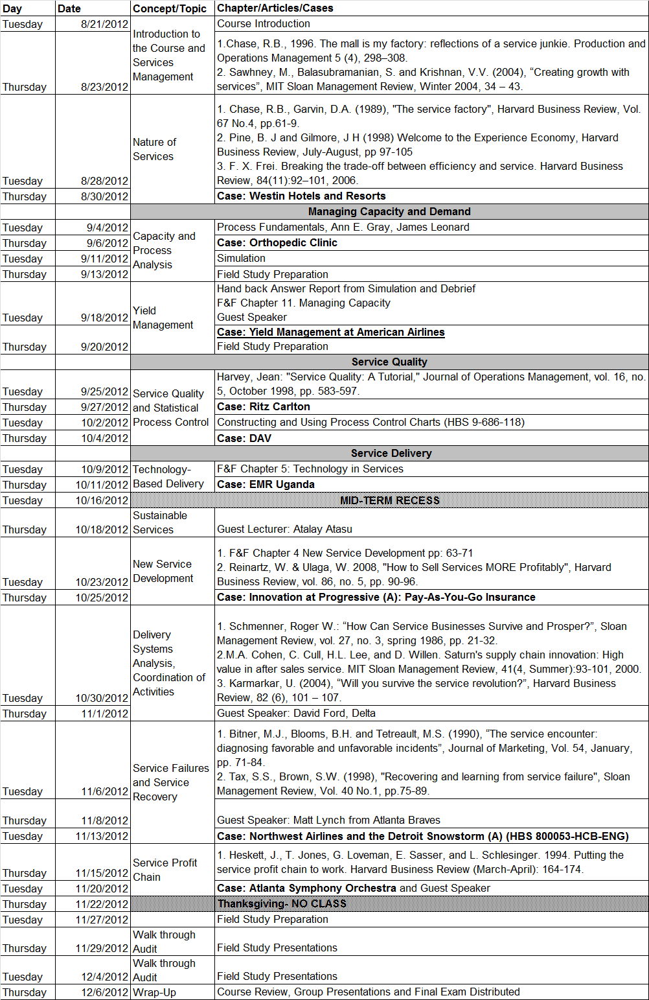 Day Date Concept/Topic Chapter/Articles/Cases
Tuesday 8/21/2012 Course Introduction
Introduction to
the Course and
Services
Management
1.Chase, R.B., 1996. The mall is my factory: reflections of a service junkie. Production and
Operations Management 5 (4), 298–308.
2. Sawhney, M., Balasubramanian, S. and Krishnan, V.V. (2004), “Creating growth with
Thursday 8/23/2012 services”, MIT Sloan Management Review, Winter 2004, 34 – 43.
Nature of
Services
1. Chase, R.B., Garvin, D.A. (1989), "The service factory", Harvard Business Review, Vol.
67 No.4, pp.61-9.
2. Pine, B. J and Gilmore, J H (1998) Welcome to the Experience Economy, Harvard
Business Review, July-August, pp 97-105
3. F. X. Frei. Breaking the trade-off between efficiency and service. Harvard Business
Tuesday 8/28/2012 Review, 84(11):92–101, 2006.
Thursday 8/30/2012 Case: Westin Hotels and Resorts
Managing Capacity and Demand
Capacity and
Process
Analysis
Tuesday 9/4/2012 Process Fundamentals, Ann E. Gray, James Leonard
Thursday 9/6/2012 Case: Orthopedic Clinic
Tuesday 9/11/2012 Simulation
Thursday 9/13/2012 Field Study Preparation
Yield
Management
Hand back Answer Report from Simulation and Debrief
F&F Chapter 11. Managing Capacity
Tuesday 9/18/2012 Guest Speaker
Case: Yield Management at American Airlines
Thursday 9/20/2012 Field Study Preparation
Service Quality
Service Quality
and Statistical
Process Control
Harvey, Jean: "Service Quality: A Tutorial," Journal of Operations Management, vol. 16, no.
Tuesday 9/25/2012 5, October 1998, pp. 583-597.
Thursday 9/27/2012 Case: Ritz Carlton
Tuesday 10/2/2012 Constructing and Using Process Control Charts (HBS 9-686-118)
Thursday 10/4/2012 Case: DAV
Service Delivery
Technology-
Based Delivery
Tuesday 10/9/2012 F&F Chapter 5: Technology in Services
Thursday 10/11/2012 Case: EMR Uganda
Tuesday 10/16/2012 MID-TERM RECESS
Sustainable
Services
Thursday 10/18/2012 Guest Lecturer: Atalay Atasu
New Service
Development
1. F&F Chapter 4 New Service Development pp: 63-71
2. Reinartz, W. & Ulaga, W. 2008, "How to Sell Services MORE Profitably", Harvard
Tuesday 10/23/2012 Business Review, vol. 86, no. 5, pp. 90-96.
Thursday 10/25/2012 Case: Innovation at Progressive (A): Pay-As-You-Go Insurance
Delivery
Systems
Analysis,
Coordination of
Activities
1. Schmenner, Roger W.: “How Can Service Businesses Survive and Prosper?”, Sloan
Management Review, vol. 27, no. 3, spring 1986, pp. 21-32.
2.M.A. Cohen, C. Cull, H.L. Lee, and D. Willen. Saturn's supply chain innovation: High
value in after sales service. MIT Sloan Management Review, 41(4, Summer):93-101, 2000.
3. Karmarkar, U. (2004), “Will you survive the service revolution?”, Harvard Business
Tuesday 10/30/2012 Review, 82 (6), 101 – 107.
Thursday 11/1/2012 Guest Speaker: David Ford, Delta
Service Failures
and Service
Recovery
1. Bitner, M.J., Blooms, B.H. and Tetreault, M.S. (1990), “The service encounter:
diagnosing favorable and unfavorable incidents”, Journal of Marketing, Vol. 54, January,
pp. 71-84.
2. Tax, S.S., Brown, S.W. (1998), "Recovering and learning from service failure", Sloan
Tuesday 11/6/2012 Management Review, Vol. 40 No.1, pp.75-89.
Thursday 11/8/2012 Guest Speaker: Matt Lynch from Atlanta Braves
Tuesday 11/13/2012 Case: Northwest Airlines and the Detroit Snowstorm (A) (HBS 800053-HCB-ENG)
Service Profit
Chain
1. Heskett, J., T. Jones, G. Loveman, E. Sasser, and L. Schlesinger. 1994. Putting the
Thursday 11/15/2012 service profit chain to work. Harvard Business Review (March-April): 164-174.
Tuesday 11/20/2012 Case: Atlanta Symphony Orchestra and Guest Speaker
Thursday 11/22/2012 Thanksgiving- NO CLASS
Tuesday 11/27/2012 Field Study Preparation
Walk through
Thursday 11/29/2012 Audit Field Study Presentations
Walk through
Tuesday 12/4/2012 Audit Field Study Presentations
Thursday 12/6/2012 Wrap-Up Course Review, Group Presentations and Final Exam Distributed